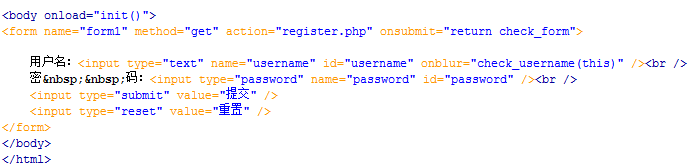 <body onload="init()">
<form name="form1" method="get" action="register.php" onsubmit="return check_form">
用户名：<input type="text" name="username" id="username" onblur="check_username(this)" /><br />
密&nbsp;&nbsp;码：<input type="password" name="password" id="password" /><br />
<input type="submit" value="提交" />
<input type="reset" value="重置" />
</form>
</body>
</html>